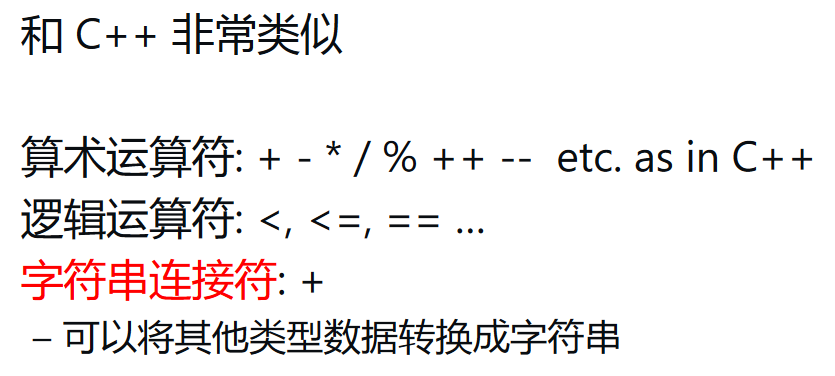 和 C++ 非常类似
算术运算符: + - * / % ++ --  etc. as in C++
逻辑运算符: <, <=, == ...
字符串连接符: +
– 可以将其他类型数据转换成字符串